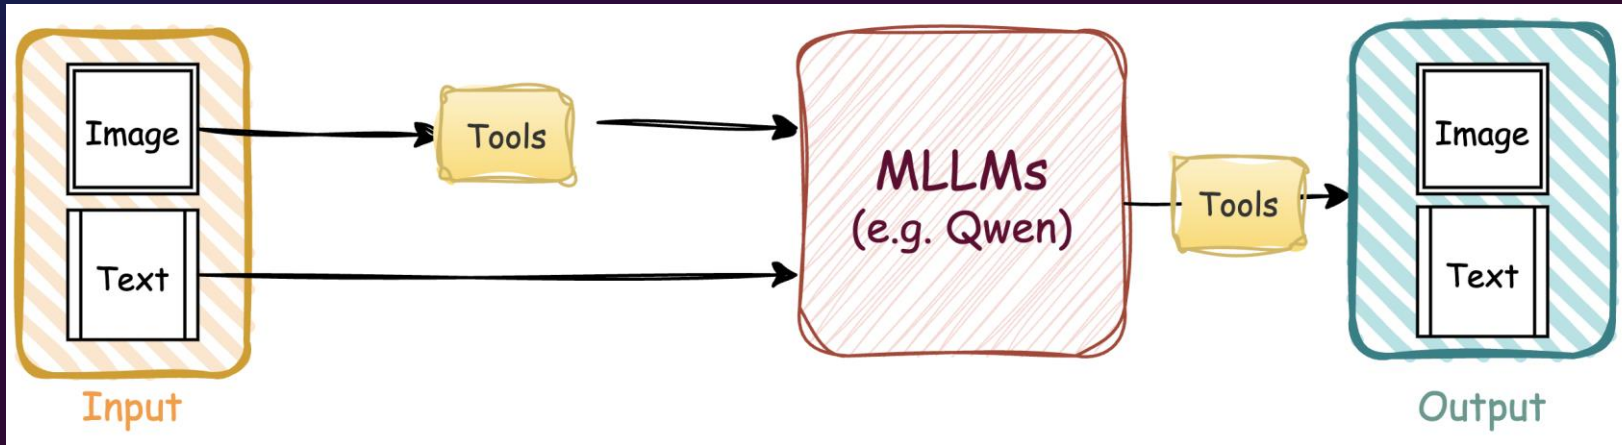 Image
Text
Input
Tools
MLLMs
(e.g. Qwen)
Tools
Image
Text
Output